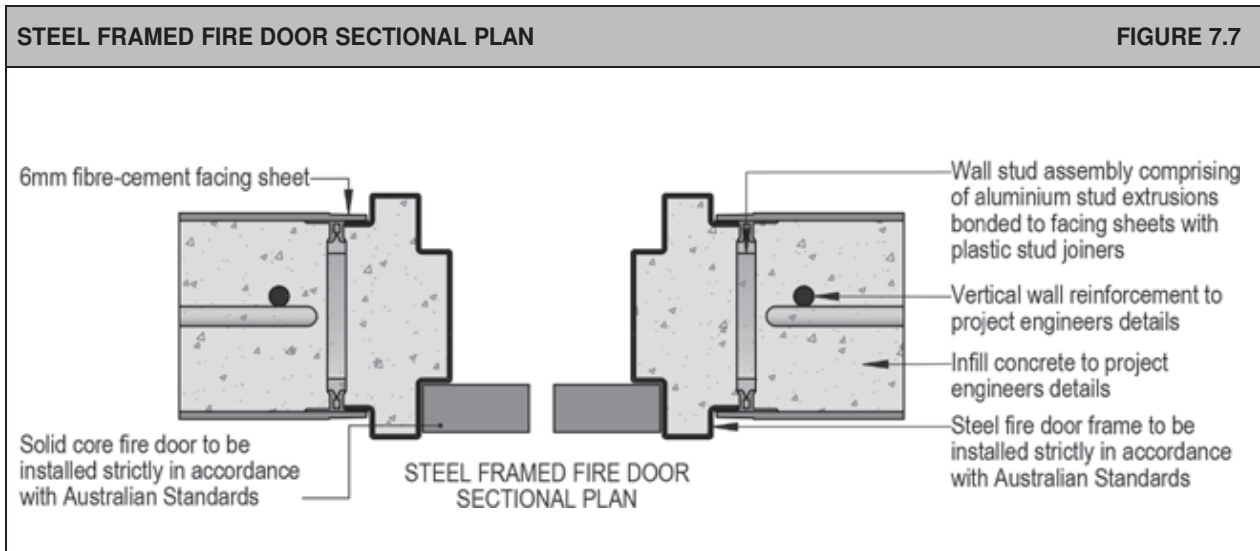 STEEL FRAMED FIRE DOOR SECTIONAL PLAN
FIGURE 7.7
6mm fibre-cement facing sheet
Solid core fire door to be
installed strictly in accordance
with Australian Standards
STEEL FRAMED FIRE DOOR
SECTIONAL PLAN
Wall stud assembly comprising
of aluminium stud extrusions
bonded to facing sheets with
plastic stud joiners
Vertical wall reinforcement to
project engineers details
Infill concrete to project
engineers details
Steel fire door frame to be
installed strictly in accordance
with Australian Standards